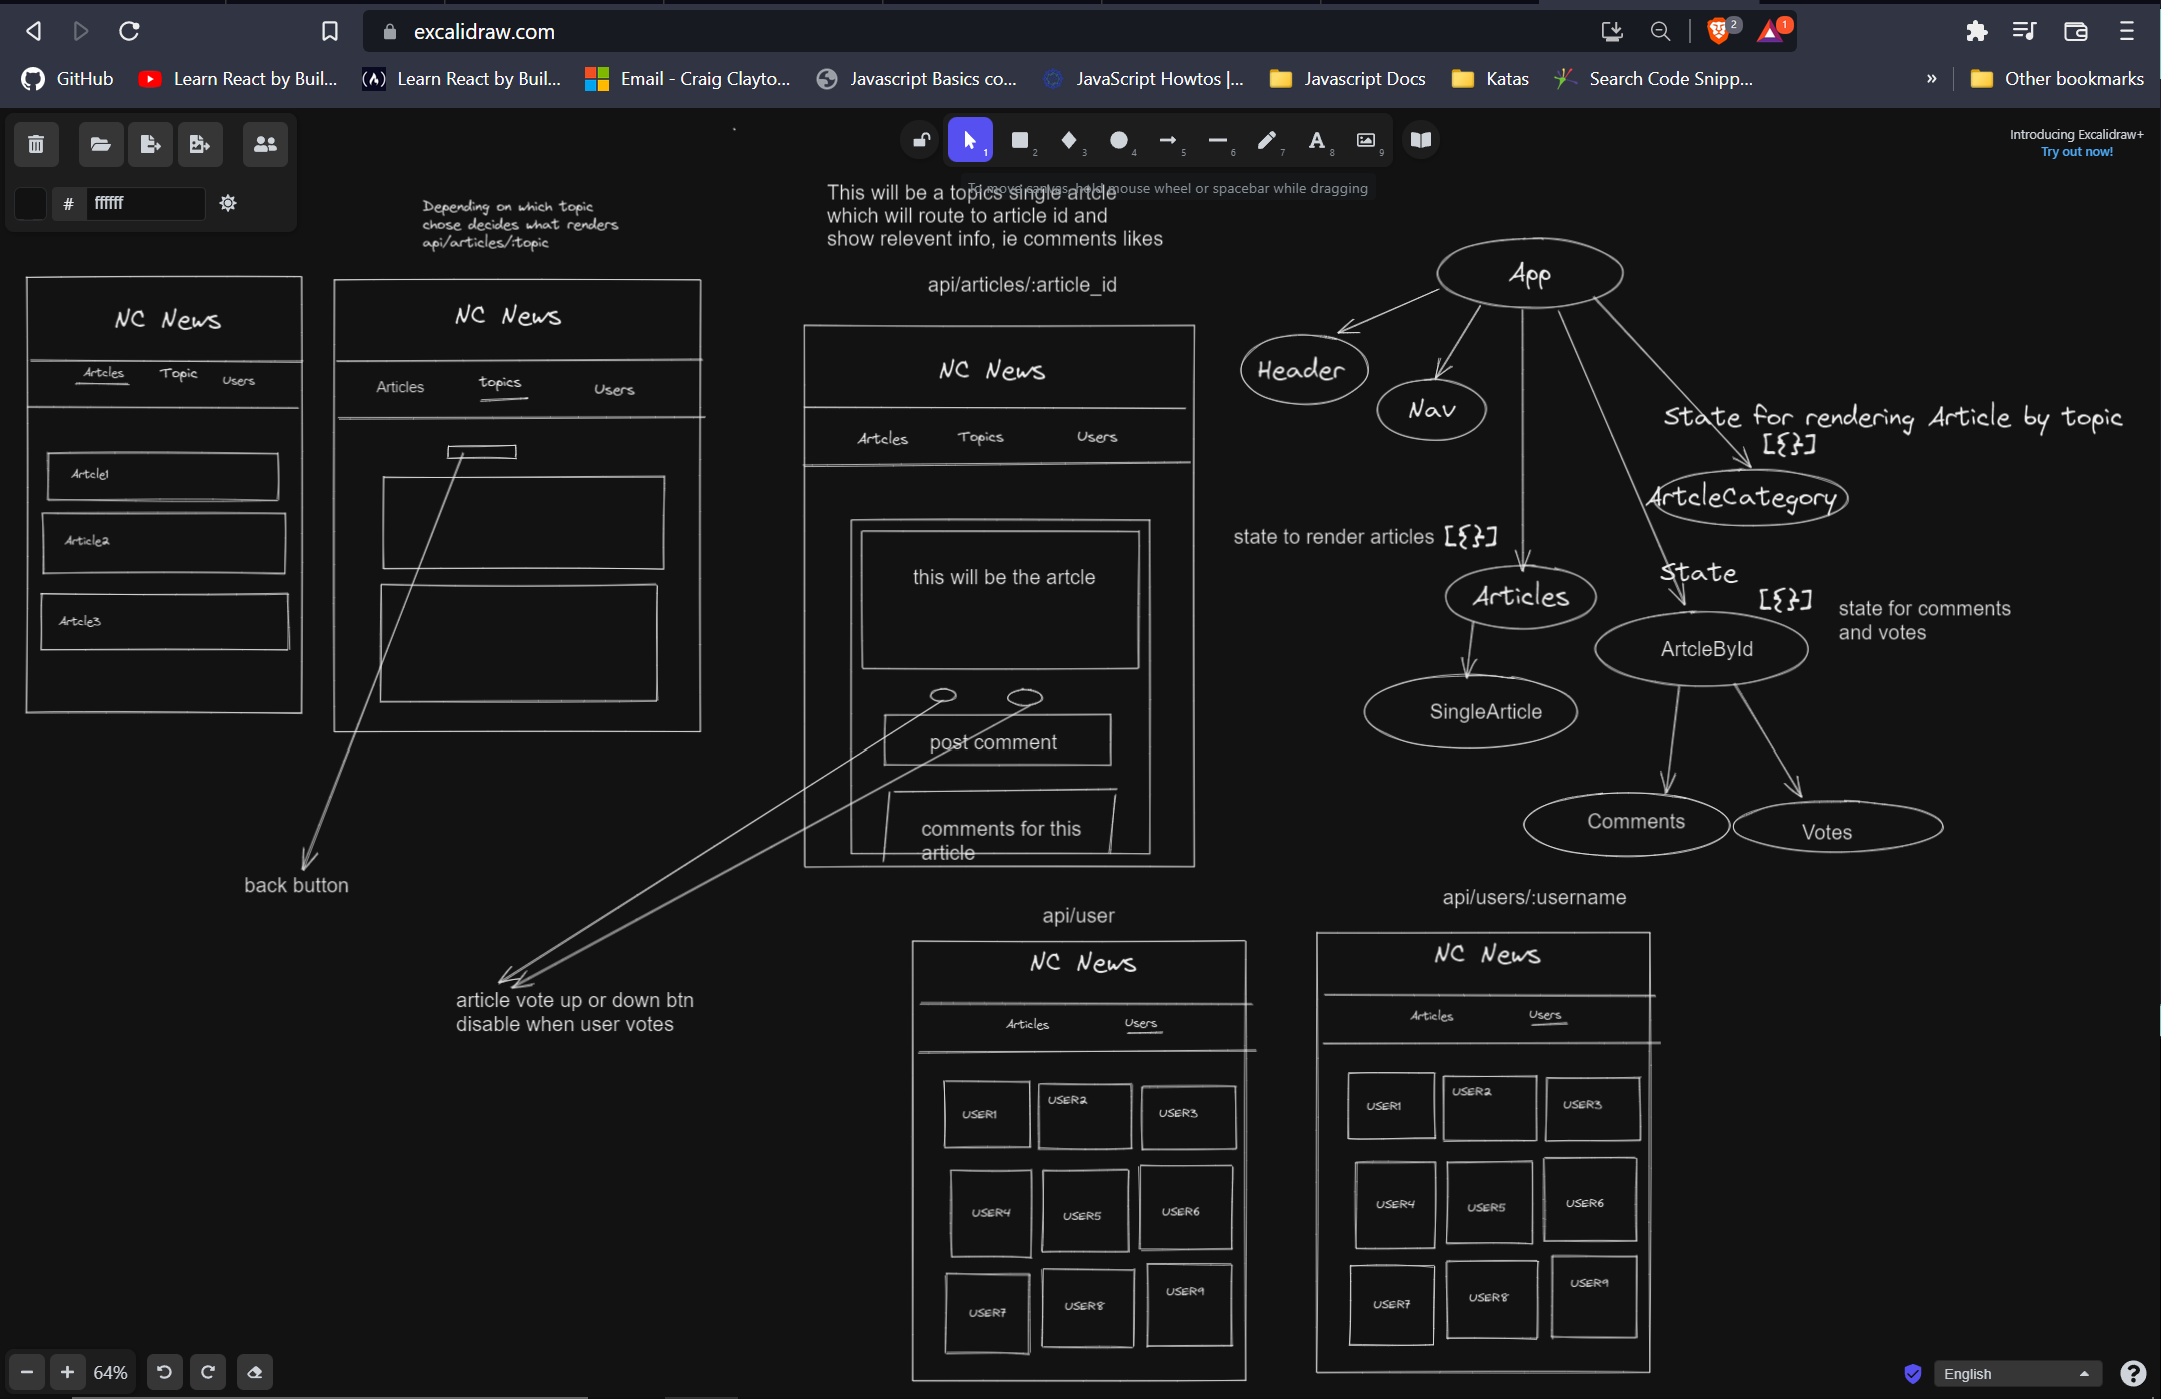 excalidraw.com
2
1
GitHub
Learn React by Buil...
Learn React by Buil...
Email - Craig Clayto...
Javascript Basics co...
JavaScript Howtos |...
Javascript Docs
Katas
Search Code Snipp...
»
Other bookmarks
1
2
3
4
5
6
7
A 8
9
Introducing Excalidraw+
Try out now!
# ffffff
To move canvas, hold mouse wheel or spacebar while dragging
Depending on which topic
chose decides what renders
api/articles/:topic
This will be a topics single artcle
which will route to article id and
show relevent info, ie comments likes
api/articles/:article_id
NC News
Artcles Topic Users
Artcle1
Article2
Artcle3
NC News
Articles topics Users
back button
NC News
Artcles Topics Users
this will be the artcle
post comment
comments for this
article
article vote up or down btn
disable when user votes
App
Header
Nav
State for rendering Article by topic
[{}]
ArtcleCategory
state to render articles [{}]
Articles
State
[{}]
state for comments
and votes
ArtcleById
SingleArticle
Comments
Votes
api/user
NC News
Articles Users
USER1 USER2 USER3
USER4 USER5 USER6
USER7 USER8 USER9
api/users/:username
NC News
Articles Users
USER1 USER2 USER3
USER4 USER5 USER6
USER7 USER8 USER9
64%
English
?